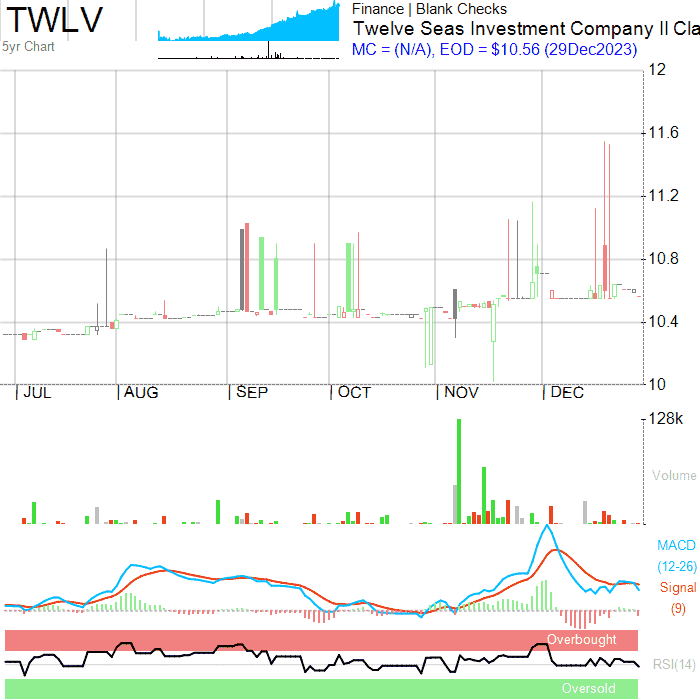 TWLV
5yr Chart
Finance | Blank Checks
Twelve Seas Investment Company II Cla
MC = (N/A), EOD = $10.56 (29Dec2023)
12
11.6
11.2
10.8
10.4
10
JUL AUG SEP OCT NOV DEC
128k
Volume
MACD
(12-26)
Signal
(9)
Overbought
RSI(14)
Oversold